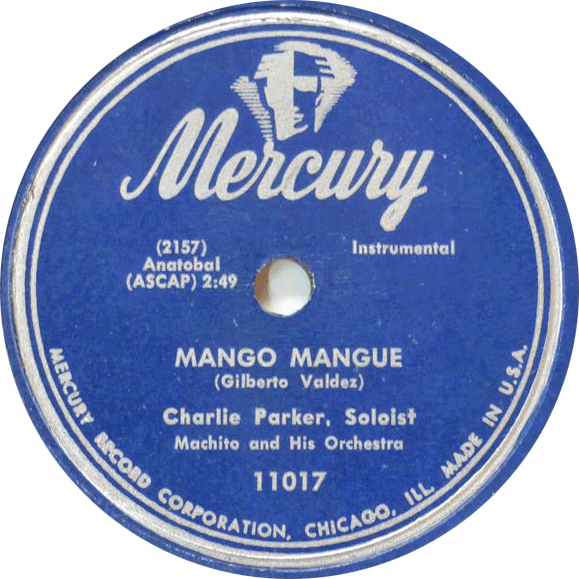 Mercury
(2157)
Anatobal
(ASCAP) 2:49
Instrumental
MANGO MANGUE
(Gilberto Valdez)
Charlie Parker, Soloist
Machito and His Orchestra
11017
MERCURY RECORD CORPORATION, CHICAGO, ILL. MADE IN U.S.A.